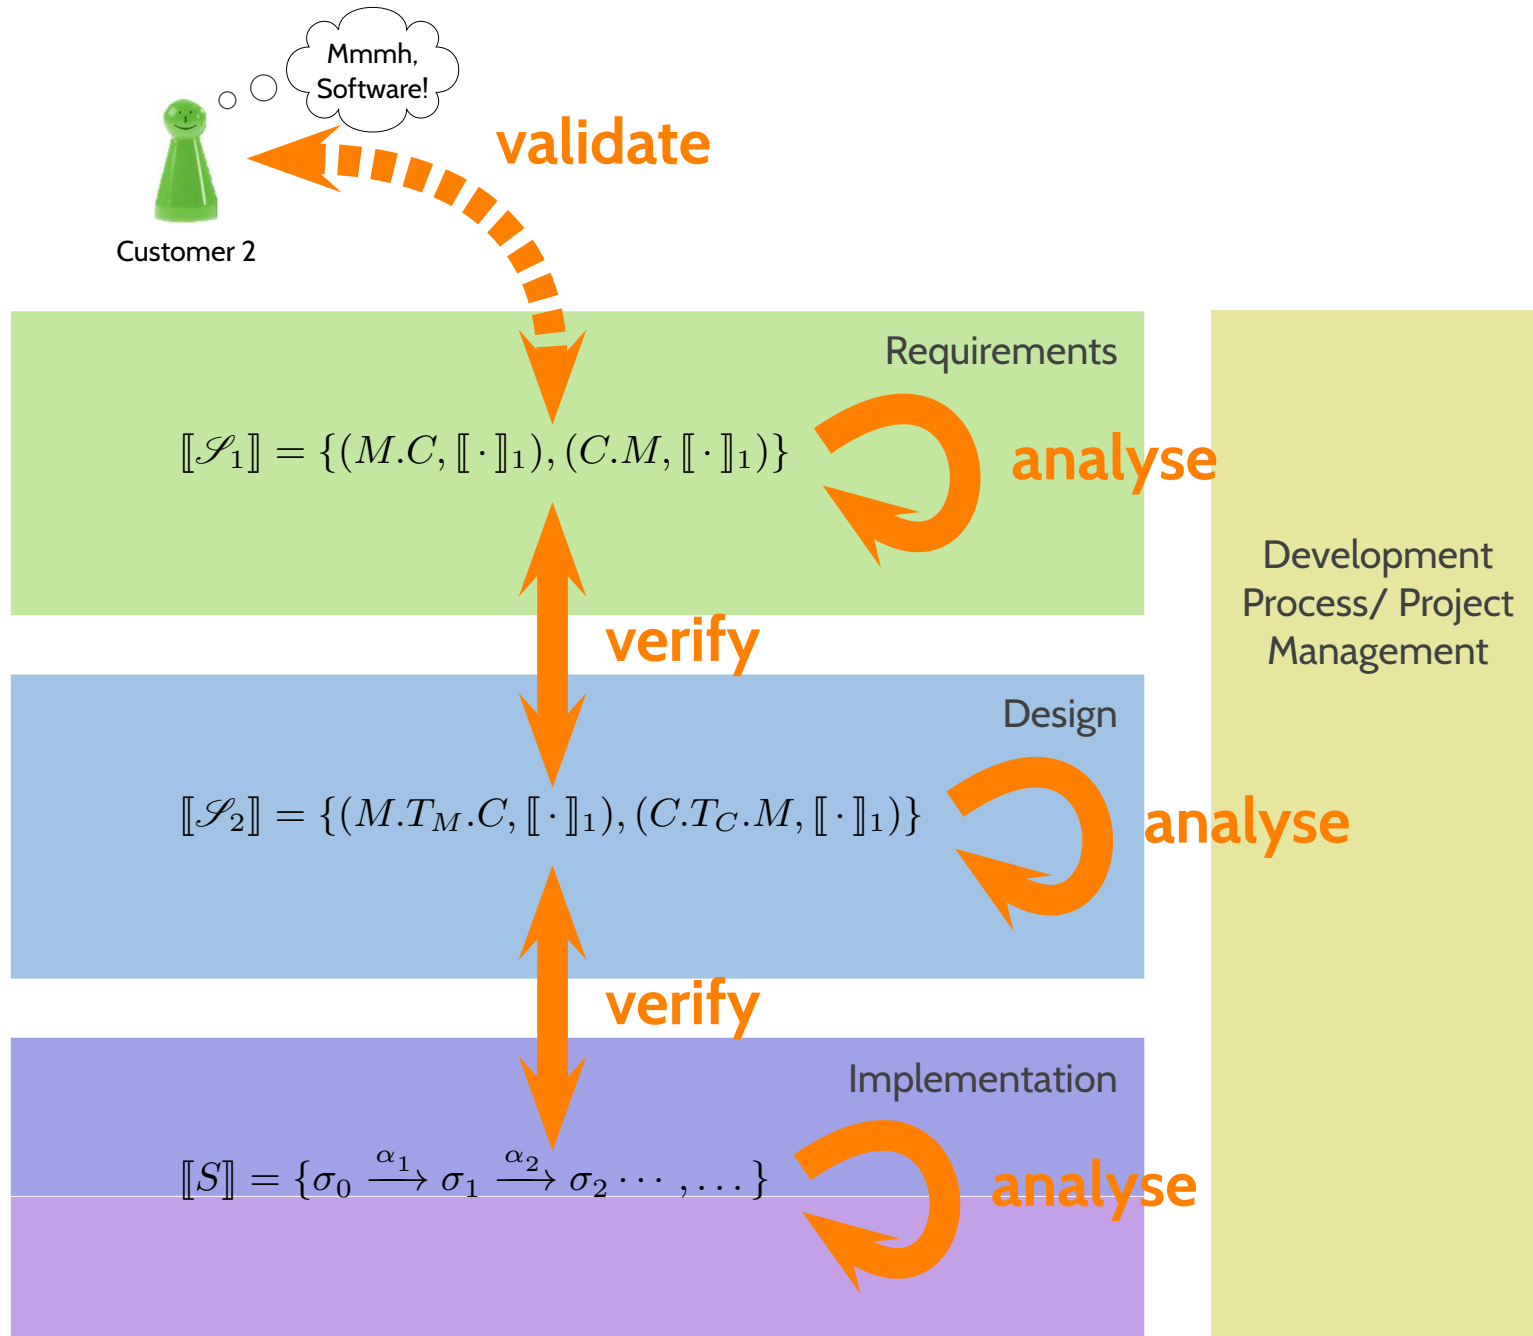 Mmmh,
Software!
validate
Customer 2
Requirements
⟦𝒮₁⟧ = {(M.C, ⟦ · ⟧₁), (C.M, ⟦ · ⟧₁)}
analyse
verify
Development
Process/ Project
Management
Design
⟦𝒮₂⟧ = {(M.T_M.C, ⟦ · ⟧₁), (C.T_C.M, ⟦ · ⟧₁)}
analyse
verify
Implementation
⟦S⟧ = {σ₀ —α₁→ σ₁ —α₂→ σ₂ ⋯ , … }
analyse